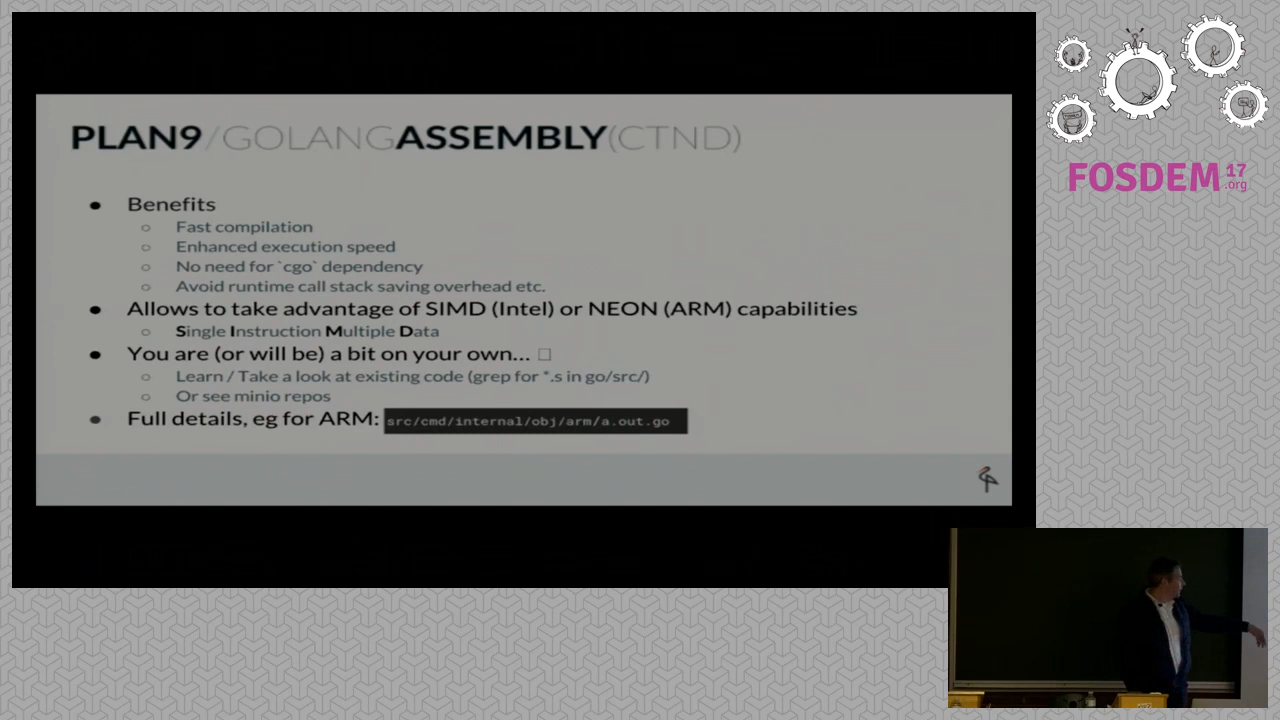 PLAN9/GOLANGASSEMBLY(CTND)
● Benefits
○ Fast compilation
○ Enhanced execution speed
○ No need for `cgo` dependency
○ Avoid runtime call stack saving overhead etc.
● Allows to take advantage of SIMD (Intel) or NEON (ARM) capabilities
○ Single Instruction Multiple Data
● You are (or will be) a bit on your own... □
○ Learn / Take a look at existing code (grep for *.s in go/src/)
○ Or see minio repos
● Full details, eg for ARM: src/cmd/internal/obj/arm/a.out.go
FOSDEM 17
.org